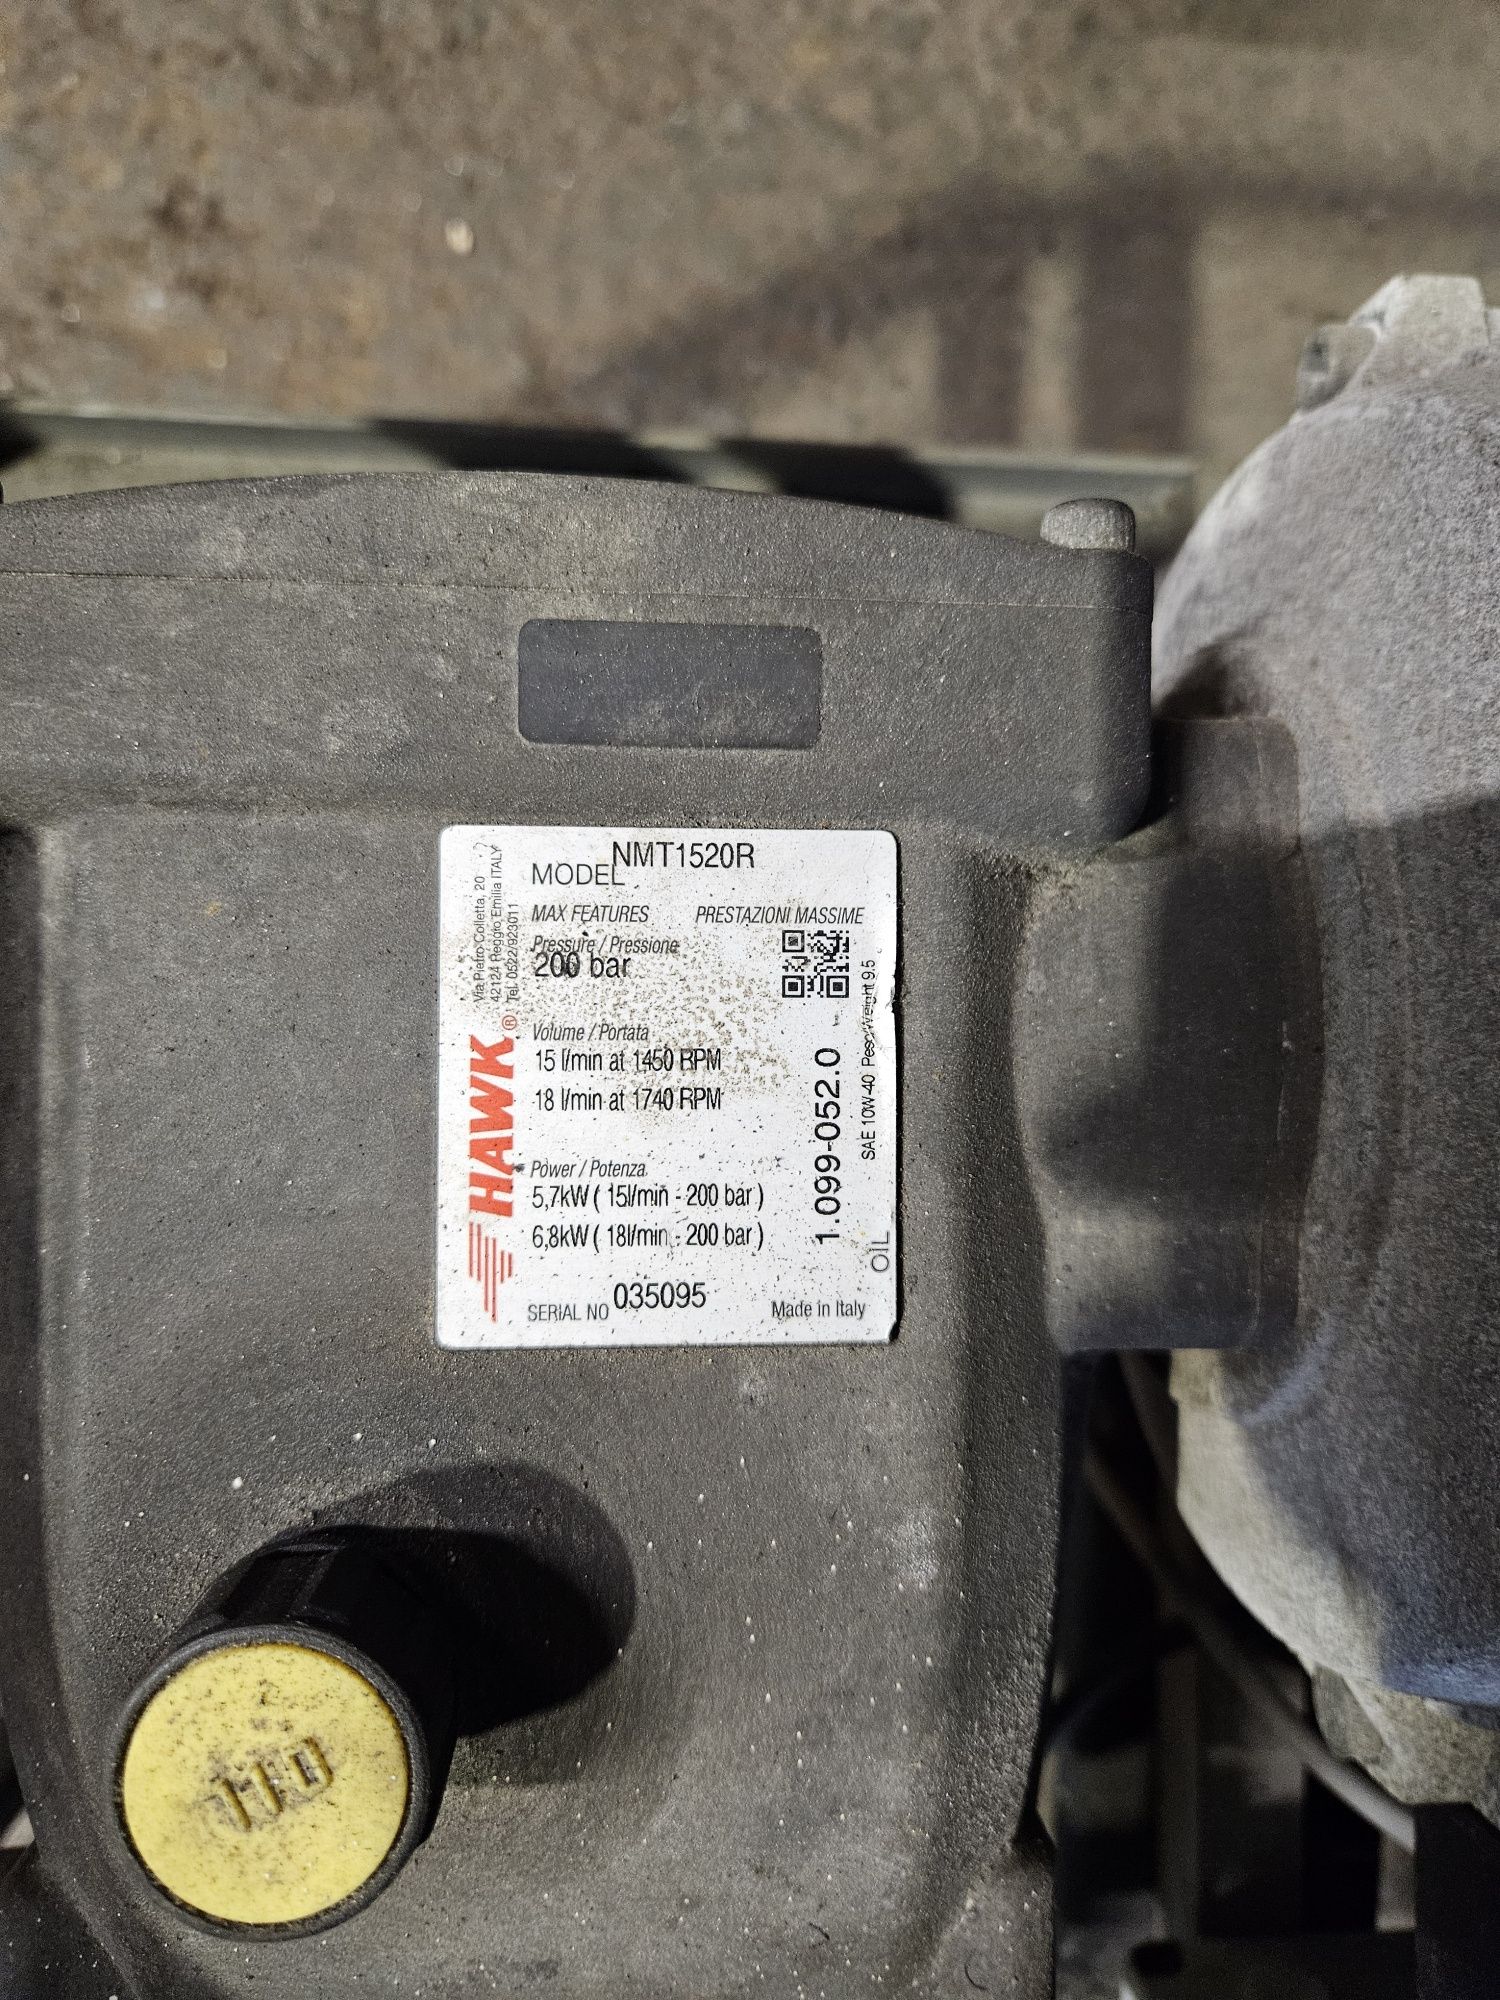 MODEL NMT1520R
MAX FEATURES PRESTAZIONI MASSIME
Pressure / Pressione
200 bar
Volume / Portata
15 l/min at 1450 RPM
18 l/min at 1740 RPM
Power / Potenza
5,7kW ( 15l/min - 200 bar )
6,8kW ( 18l/min - 200 bar )
SERIAL NO 035095
Made in Italy
HAWK®
Via Pietro Colletta, 20
42124 Reggio Emilia ITALY
Tel. 0522/923011
1.099-052.0
OIL SAE 10W-40 Peso/Weight 9.5
OIL